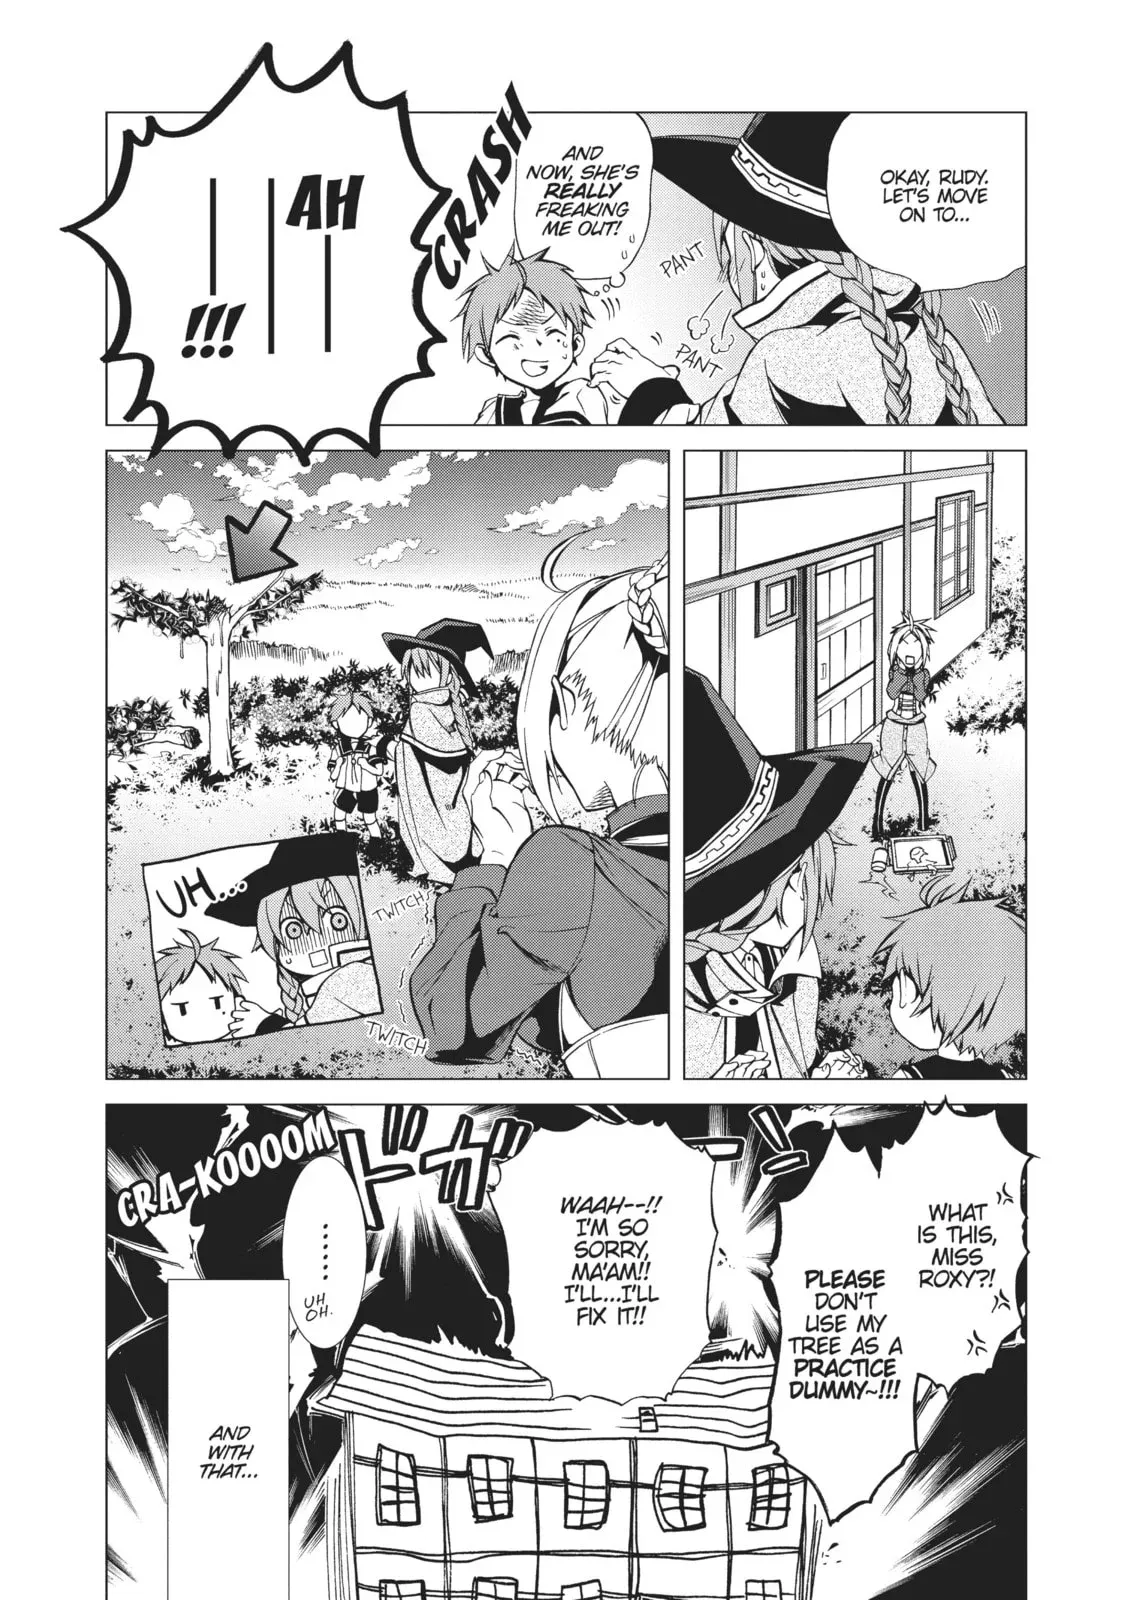 OKAY, RUDY.
LET'S MOVE
ON TO...
PANT
PANT
AND
NOW, SHE'S
REALLY
FREAKING
ME OUT!
CRASH
AH
!!!
UH...
TWITCH
TWITCH
WHAT
IS THIS,
MISS
ROXY?!
PLEASE
DON'T
USE MY
TREE AS A
PRACTICE
DUMMY~!!!
WAAH--!!
I'M SO
SORRY,
MA'AM!!
I'LL...I'LL
FIX IT!!
ドガーン
CRA-KOOOOM
......
UH
OH.
AND
WITH
THAT...